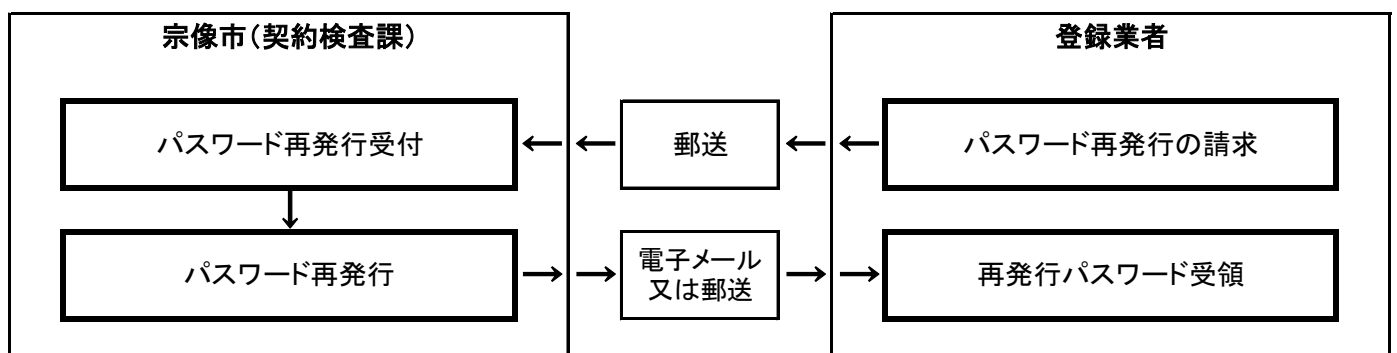 宗像市（契約検査課）
登録業者
パスワード再発行受付
郵送
パスワード再発行の請求
パスワード再発行
電子メール
又は郵送
再発行パスワード受領